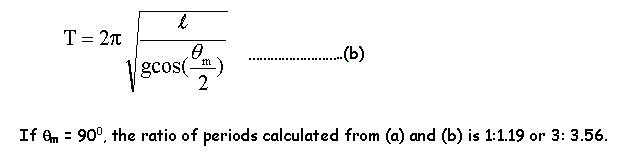 T = 2π √(ℓ / gcos(θm/2)) ............................(b)
If θm = 90⁰, the ratio of periods calculated from (a) and (b) is 1:1.19 or 3: 3.56.